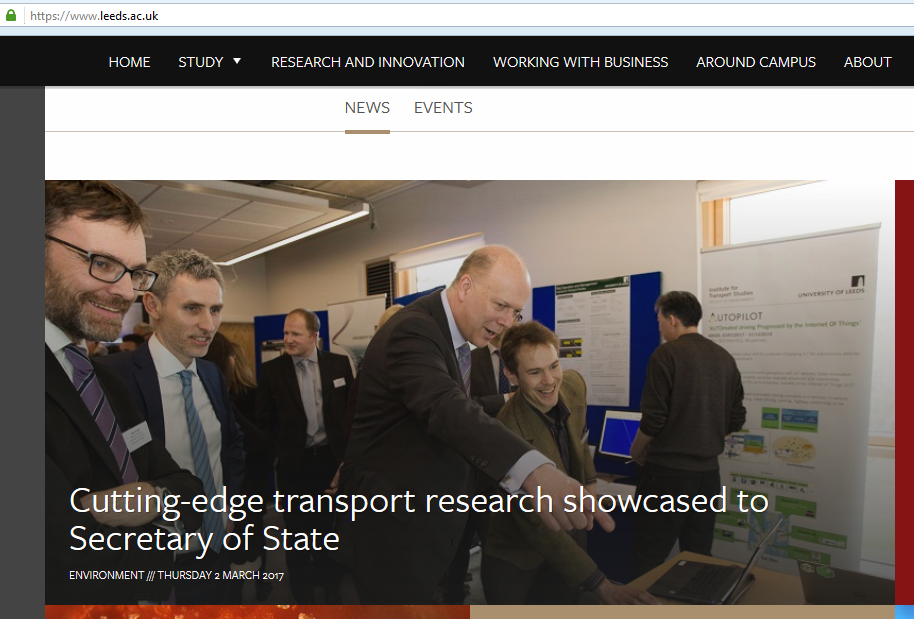 https://www.leeds.ac.uk
HOME STUDY RESEARCH AND INNOVATION WORKING WITH BUSINESS AROUND CAMPUS ABOUT
NEWS EVENTS
Institute for
Transport Studies
UNIVERSITY OF LEEDS
AUTOPILOT
'AUTOmated driving Progressed by the Internet Of Things'
Cutting-edge transport research showcased to
Secretary of State
ENVIRONMENT /// THURSDAY 2 MARCH 2017